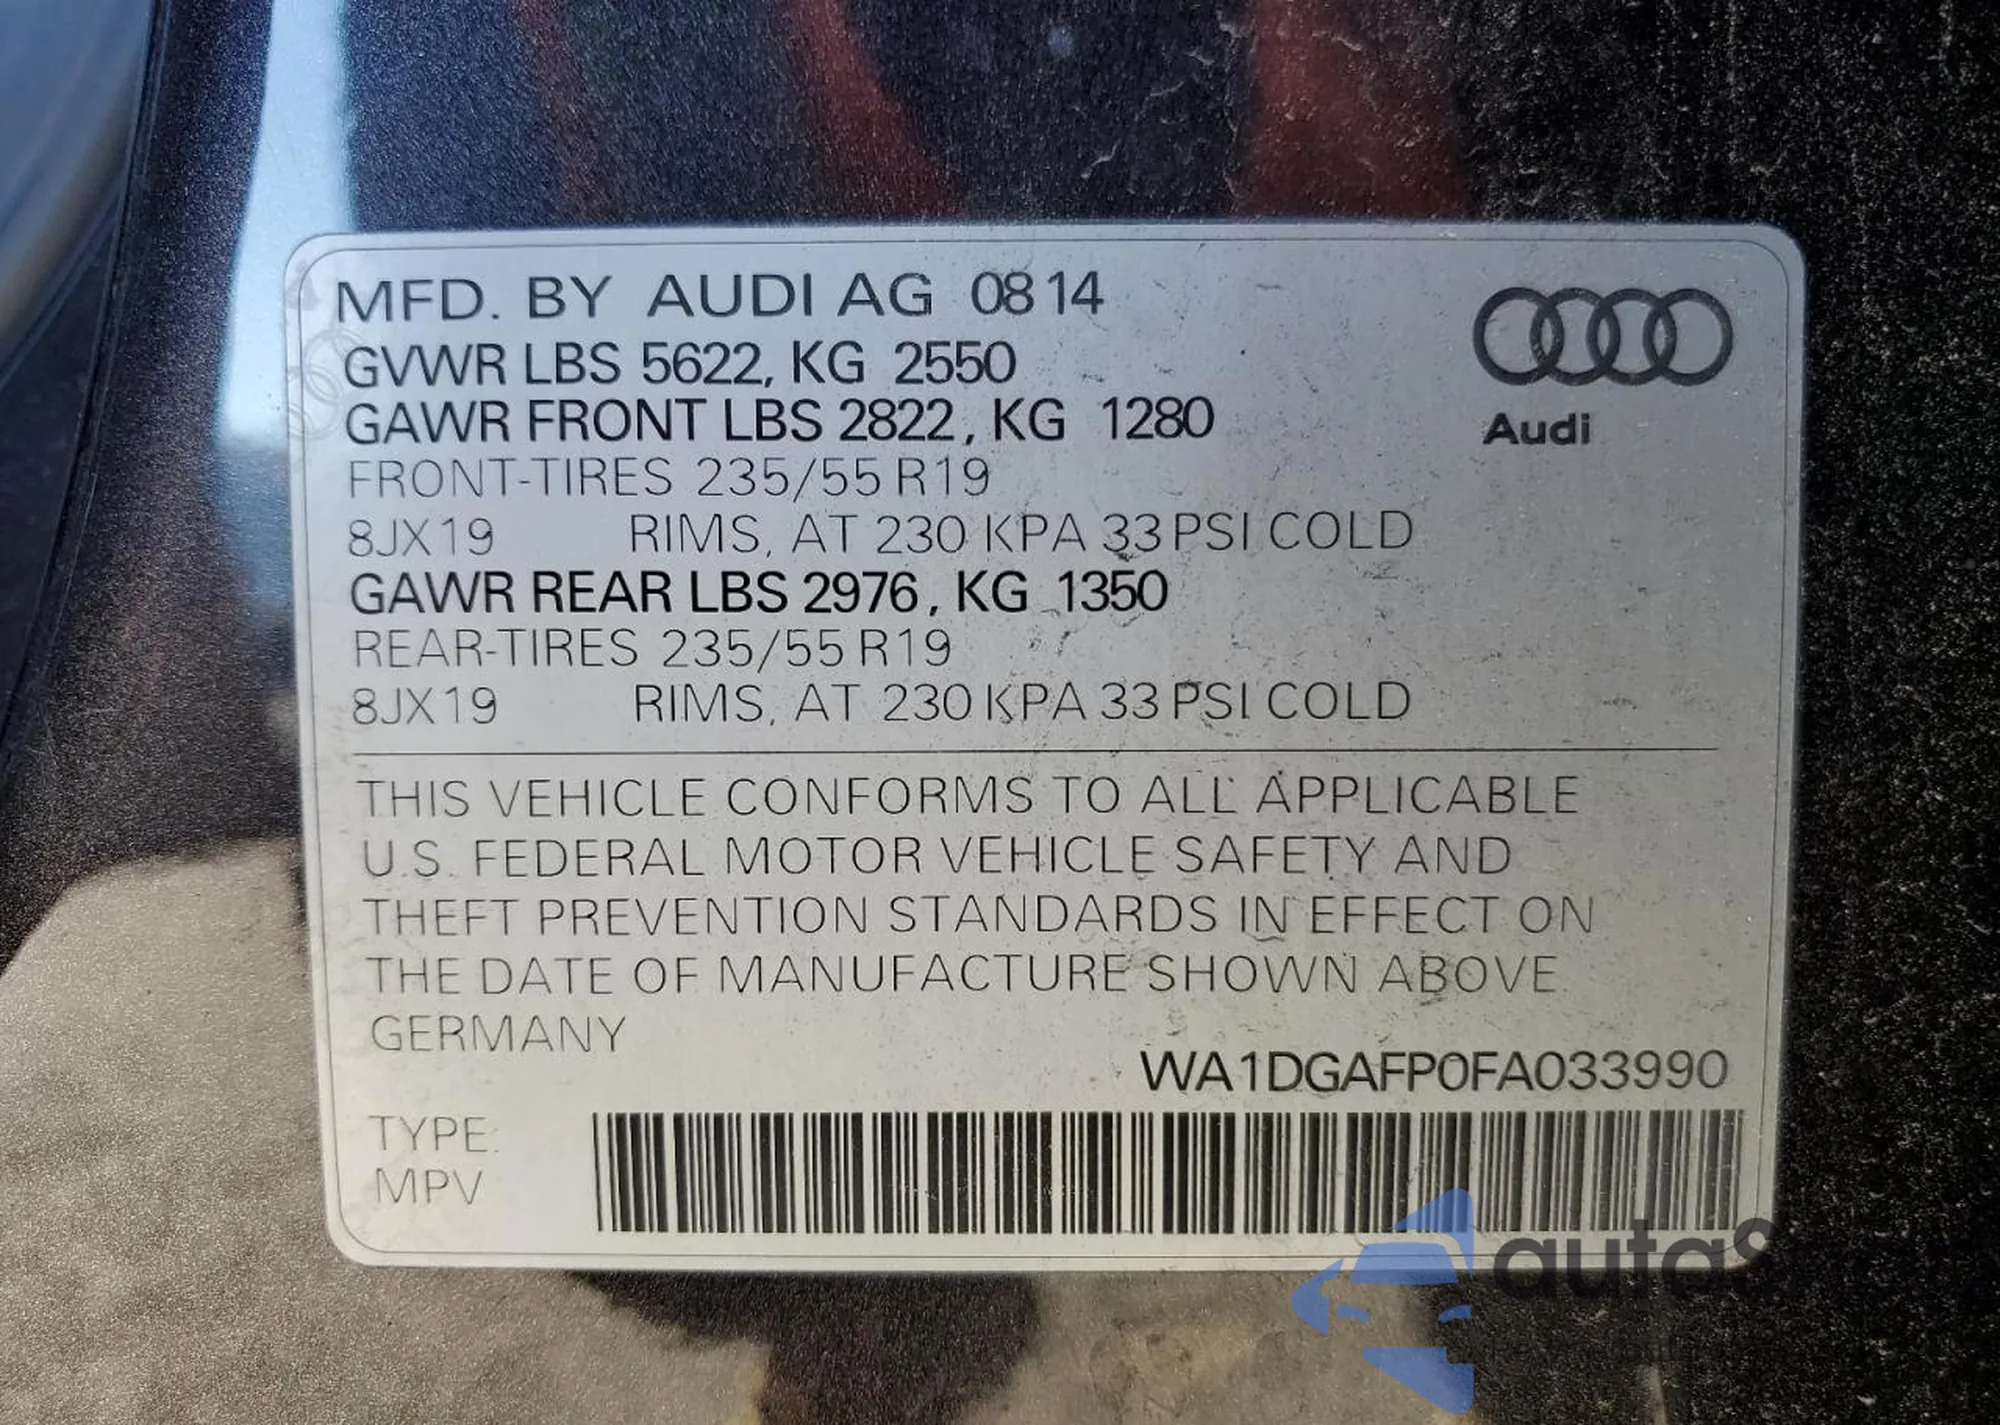 MFD. BY AUDI AG 08 14
GVWR LBS 5622, KG 2550
GAWR FRONT LBS 2822, KG 1280
FRONT-TIRES 235/55 R19
8JX19 RIMS, AT 230 KPA 33 PSI COLD
GAWR REAR LBS 2976, KG 1350
REAR-TIRES 235/55 R19
8JX19 RIMS, AT 230 KPA 33 PSI COLD
Audi
THIS VEHICLE CONFORMS TO ALL APPLICABLE
U.S. FEDERAL MOTOR VEHICLE SAFETY AND
THEFT PREVENTION STANDARDS IN EFFECT ON
THE DATE OF MANUFACTURE SHOWN ABOVE.
GERMANY
WA1DGAFP0FA033990
TYPE:
MPV